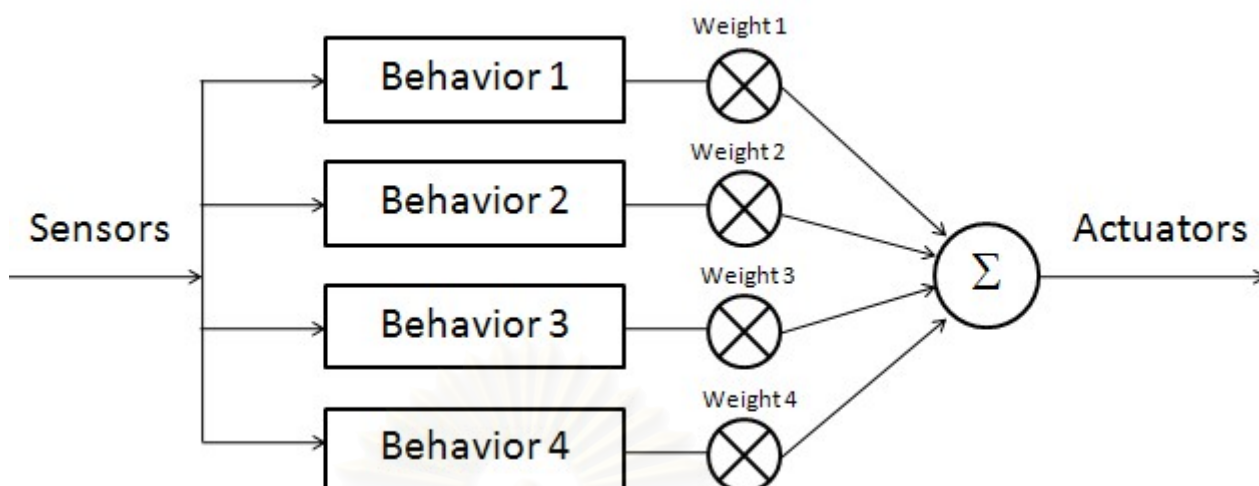 Weight 1
Behavior 1
Weight 2
Behavior 2
Sensors
Actuators
Σ
Weight 3
Behavior 3
Weight 4
Behavior 4